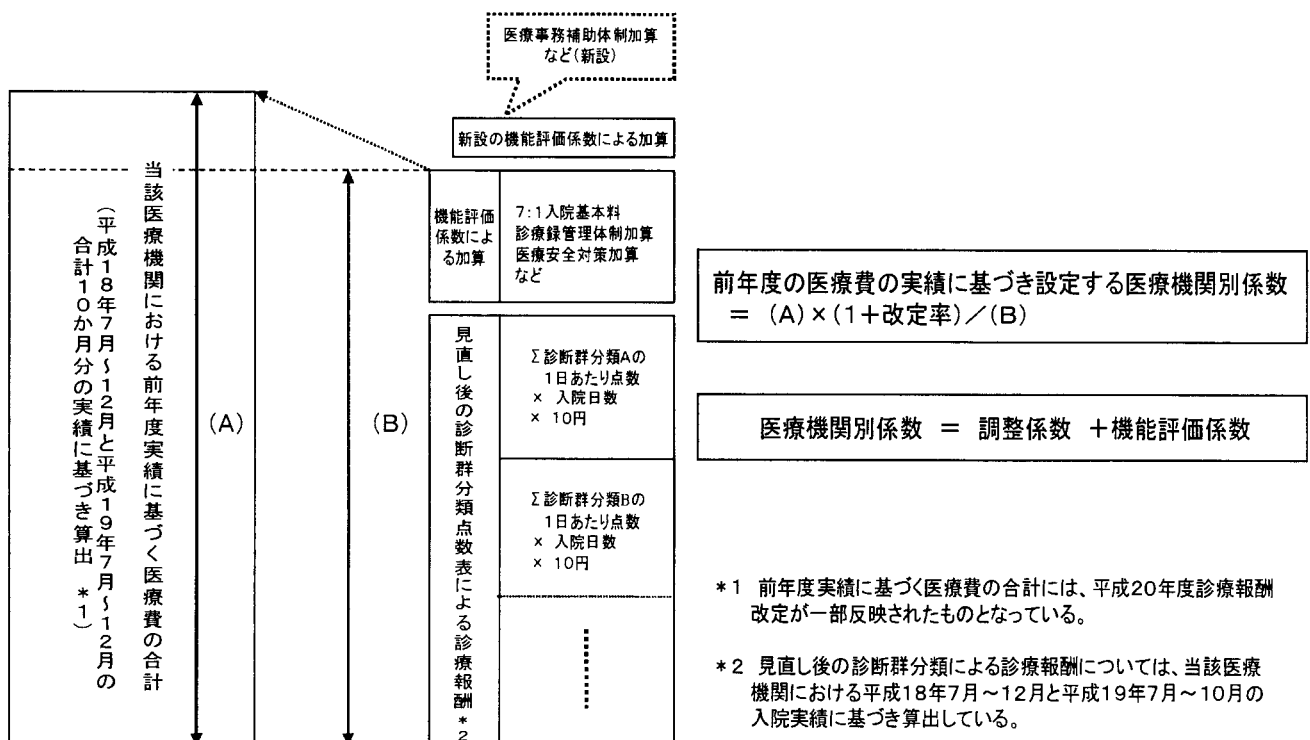 医療事務補助体制加算
など(新設)
新設の機能評価係数による加算
当該医療機関における前年度実績に基づく医療費の合計
(平成18年7月~12月と平成19年7月~12月の
合計10か月分の実績に基づき算出 *1)
(A)
(B)
機能評価
係数によ
る加算
7:1入院基本料
診療録管理体制加算
医療安全対策加算
など
見直し後の診断群分類点数表による診療報酬*2
Σ診断群分類Aの
1日あたり点数
× 入院日数
× 10円
Σ診断群分類Bの
1日あたり点数
× 入院日数
× 10円
前年度の医療費の実績に基づき設定する医療機関別係数
= (A)×(1+改定率)/(B)
医療機関別係数 = 調整係数 +機能評価係数
*1 前年度実績に基づく医療費の合計には、平成20年度診療報酬
改定が一部反映されたものとなっている。
*2 見直し後の診断群分類による診療報酬については、当該医療
機関における平成18年7月~12月と平成19年7月~10月の
入院実績に基づき算出している。